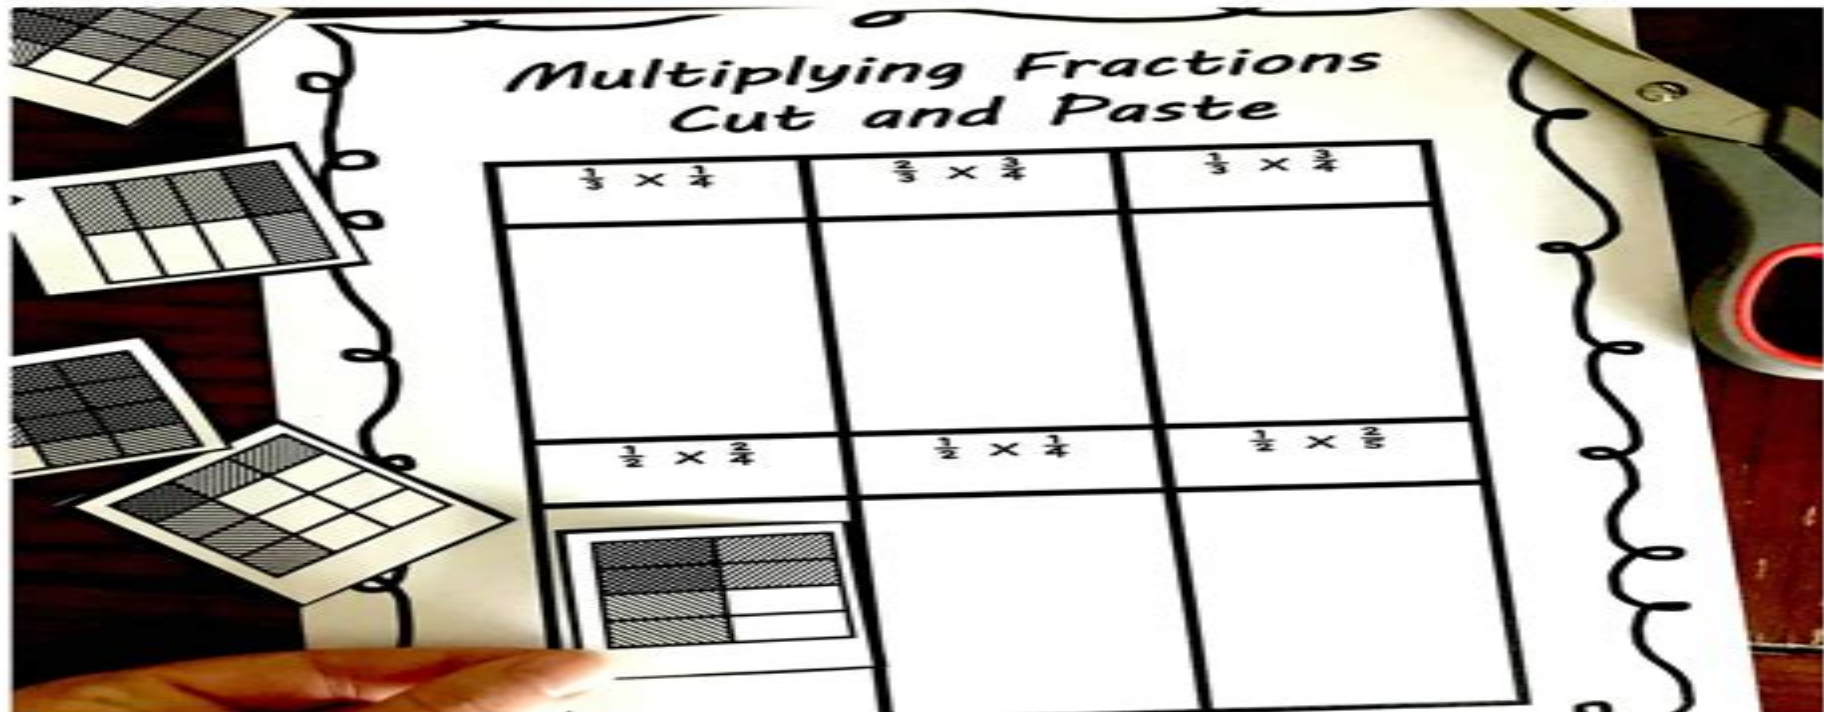 Multiplying Fractions
Cut and Paste
1/3 × 1/4
2/3 × 3/4
1/3 × 3/4
1/2 × 2/4
1/2 × 1/4
1/2 × 2/5